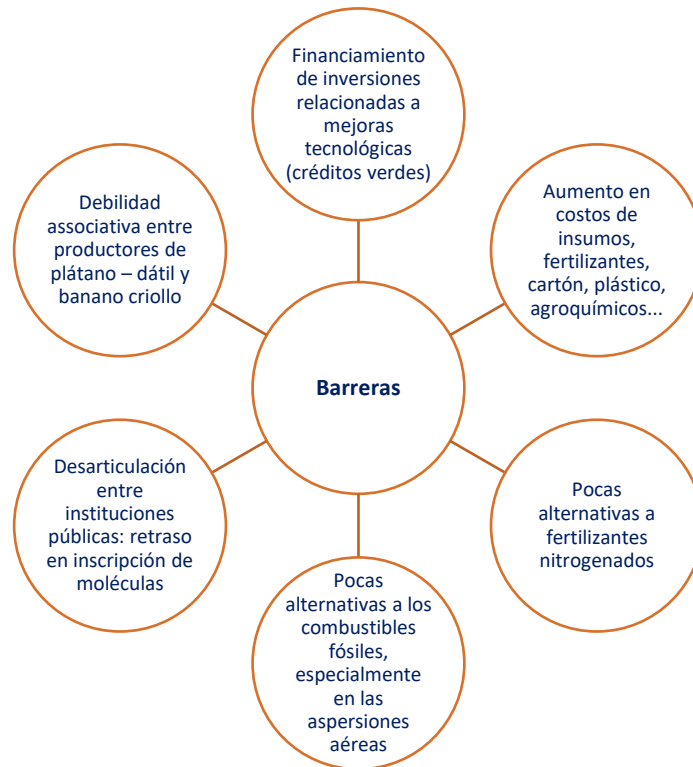 Financiamiento
de inversiones
relacionadas a
mejoras
tecnológicas
(créditos verdes)
Aumento en
costos de
insumos,
fertilizantes,
cartón, plástico,
agroquímicos...
Pocas
alternativas a
fertilizantes
nitrogenados
Pocas
alternativas a los
combustibles
fósiles,
especialmente
en las
aspersiones
aéreas
Desarticulación
entre
instituciones
públicas: retraso
en inscripción de
moléculas
Debilidad
associativa entre
productores de
plátano – dátil y
banano criollo
Barreras